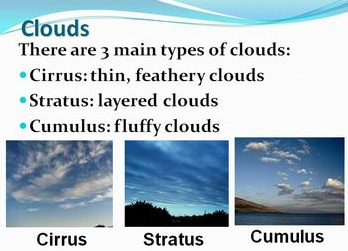 Clouds
There are 3 main types of clouds:
• Cirrus: thin, feathery clouds
• Stratus: layered clouds
• Cumulus: fluffy clouds
Cirrus
Stratus
Cumulus